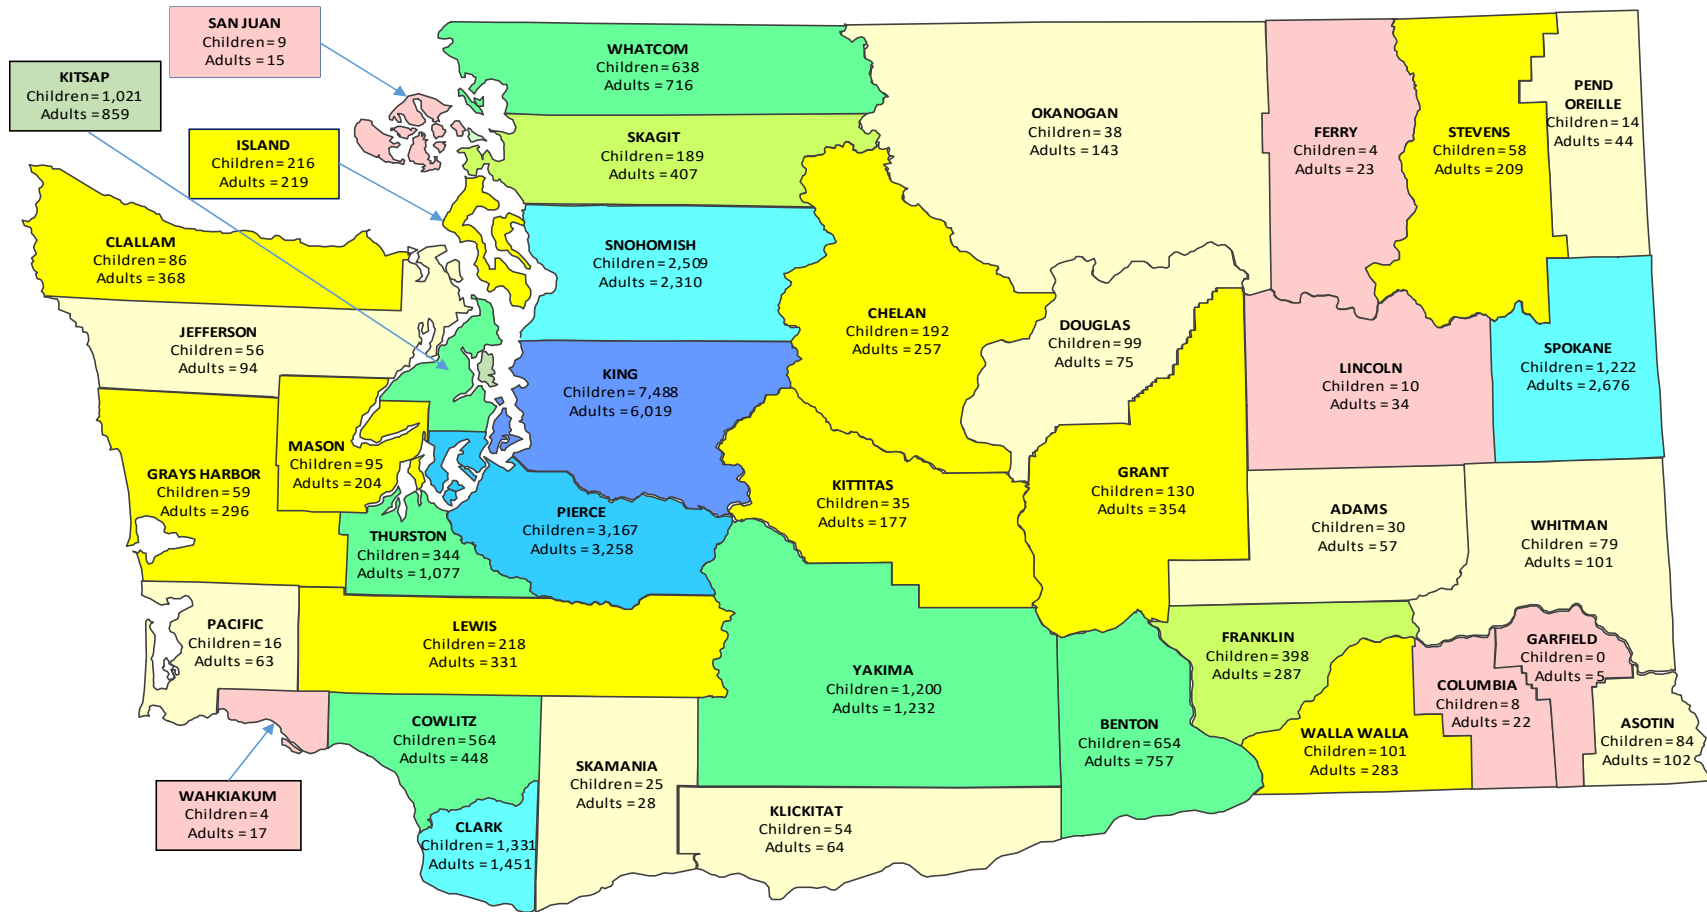 SAN JUAN
Children = 9
Adults = 15
KITSAP
Children = 1,021
Adults = 859
ISLAND
Children = 216
Adults = 219
WHATCOM
Children = 638
Adults = 716
SKAGIT
Children = 189
Adults = 407
OKANOGAN
Children = 38
Adults = 143
FERRY
Children = 4
Adults = 23
STEVENS
Children = 58
Adults = 209
PEND
OREILLE
Children = 14
Adults = 44
CLALLAM
Children = 86
Adults = 368
SNOHOMISH
Children = 2,509
Adults = 2,310
JEFFERSON
Children = 56
Adults = 94
CHELAN
Children = 192
Adults = 257
DOUGLAS
Children = 99
Adults = 75
KING
Children = 7,488
Adults = 6,019
LINCOLN
Children = 10
Adults = 34
SPOKANE
Children = 1,222
Adults = 2,676
MASON
Children = 95
Adults = 204
GRAYS HARBOR
Children = 59
Adults = 296
KITTITAS
Children = 35
Adults = 177
GRANT
Children = 130
Adults = 354
PIERCE
Children = 3,167
Adults = 3,258
THURSTON
Children = 344
Adults = 1,077
ADAMS
Children = 30
Adults = 57
WHITMAN
Children = 79
Adults = 101
PACIFIC
Children = 16
Adults = 63
LEWIS
Children = 218
Adults = 331
YAKIMA
Children = 1,200
Adults = 1,232
FRANKLIN
Children = 398
Adults = 287
GARFIELD
Children = 0
Adults = 5
COLUMBIA
Children = 8
Adults = 22
COWLITZ
Children = 564
Adults = 448
BENTON
Children = 654
Adults = 757
WALLA WALLA
Children = 101
Adults = 283
ASOTIN
Children = 84
Adults = 102
SKAMANIA
Children = 25
Adults = 28
WAHKIAKUM
Children = 4
Adults = 17
CLARK
Children = 1,331
Adults = 1,451
KLICKITAT
Children = 54
Adults = 64